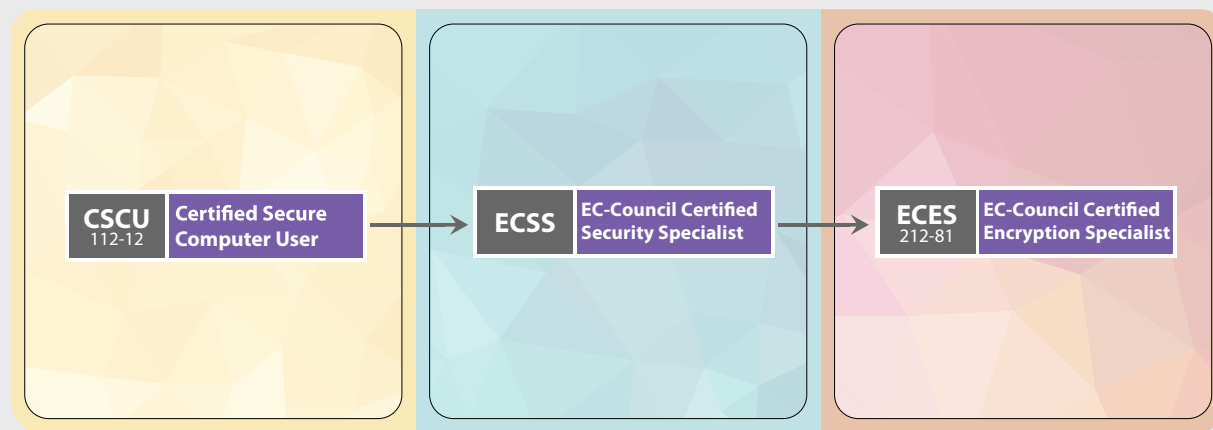 CSCU
112-12
Certified Secure
Computer User
ECSS
EC-Council Certified
Security Specialist
ECES
212-81
EC-Council Certified
Encryption Specialist